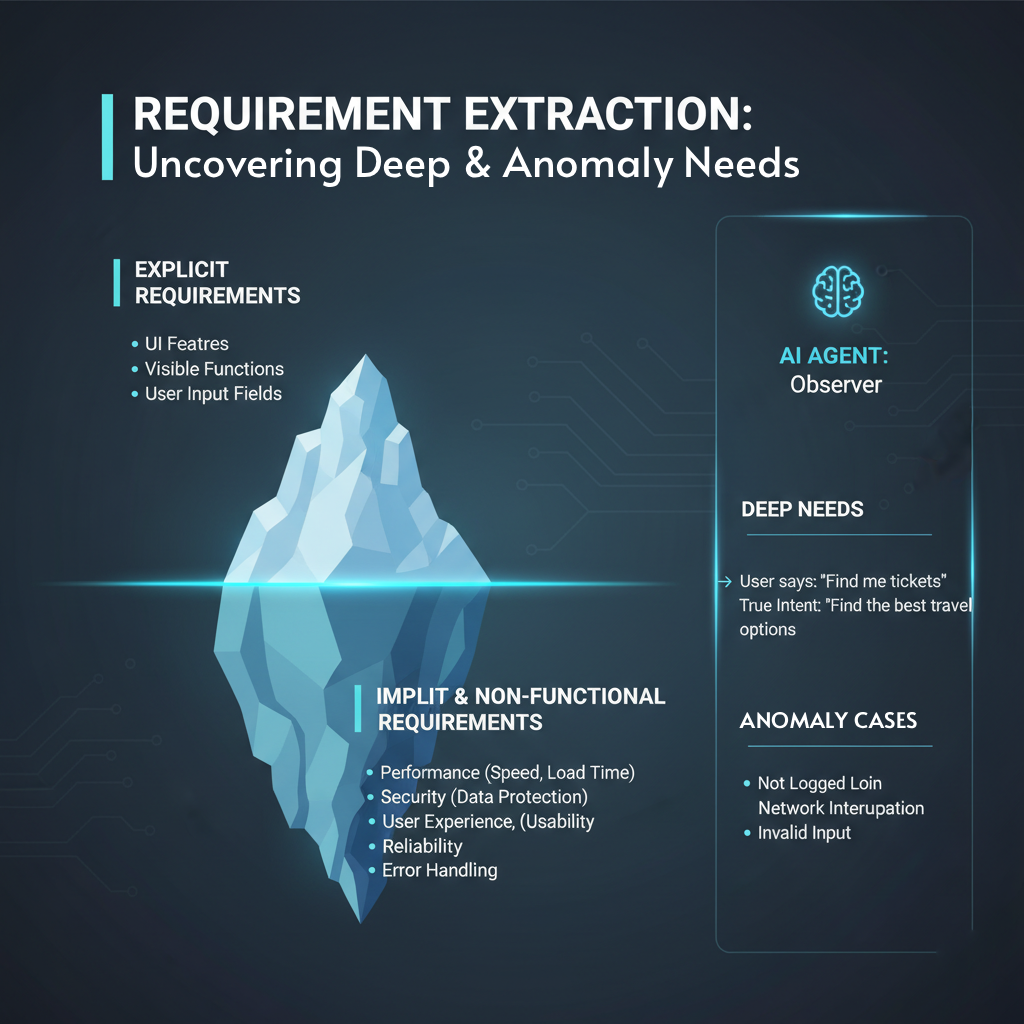 REQUIREMENT EXTRACTION:
Uncovering Deep & Anomaly Needs
EXPLICIT
REQUIREMENTS
• UI Featres
• Visible Functions
• User Input Fields
IMPLIT & NON-FUNCTIONAL
REQUIREMENTS
• Performance (Speed, Load Time)
• Security (Data Protection)
• User Experience, (Usability
• Reliability
• Error Handling
AI AGENT:
Observer
DEEP NEEDS
→ User says: "Find me tickets"
True Intent: "Find the best travel
options
ANOMALY CASES
• Not Logged Loin
Network Interupation
• Invalid Input